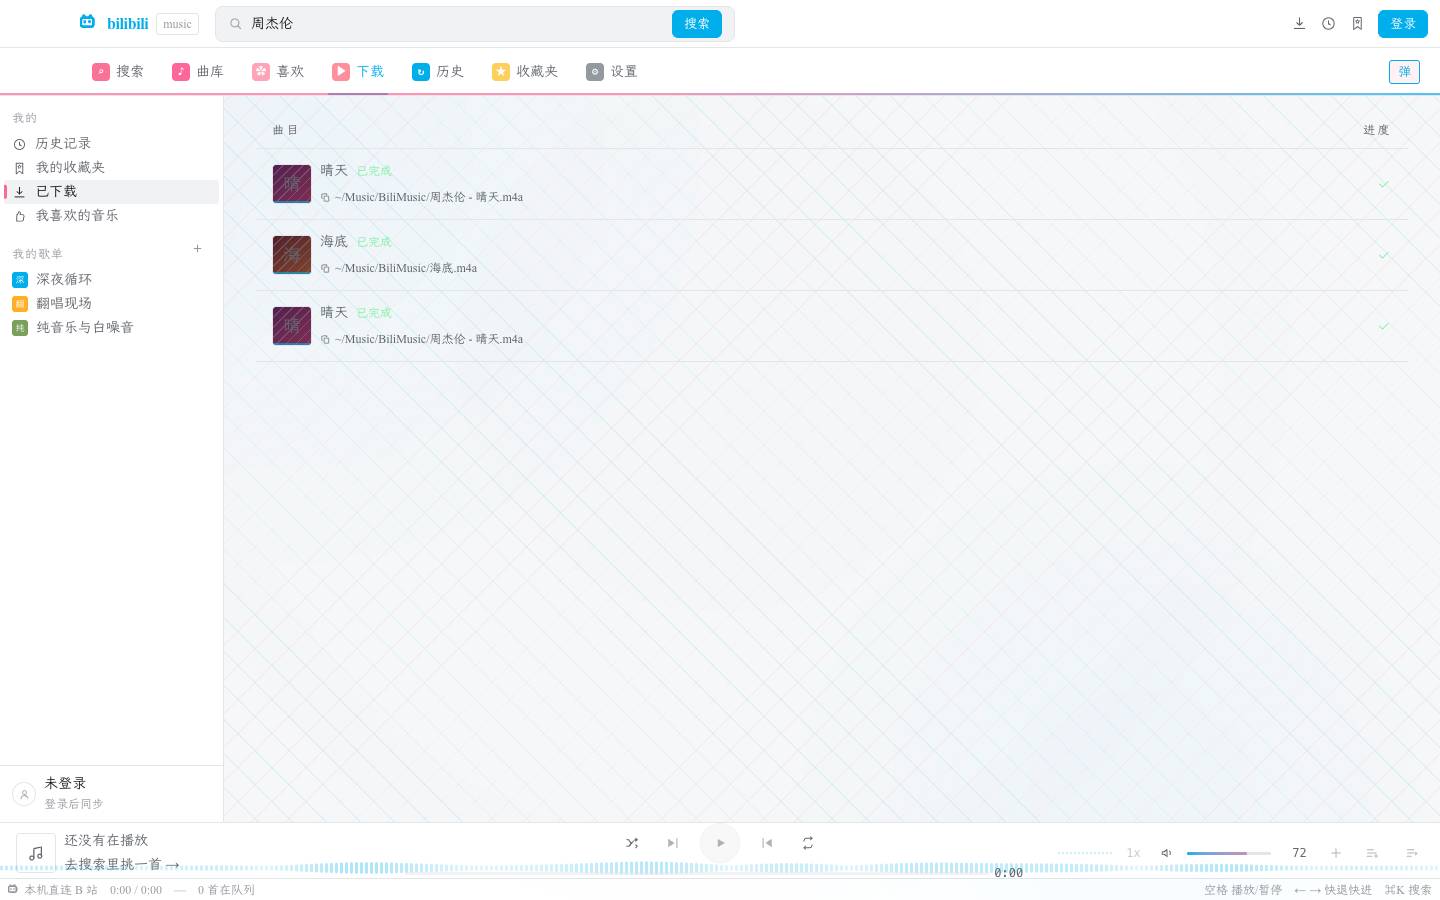 bilibili music 周杰伦 搜索 登录
搜索 曲库 喜欢 下载 历史 收藏夹 设置 弹
我的
历史记录
我的收藏夹
已下载
我喜欢的音乐
我的歌单 +
深 深夜循环
翻 翻唱现场
纯 纯音乐与白噪音
曲目 进度
晴 晴天 已完成
~/Music/BiliMusic/周杰伦 - 晴天.m4a
海 海底 已完成
~/Music/BiliMusic/海底.m4a
晴 晴天 已完成
~/Music/BiliMusic/周杰伦 - 晴天.m4a
未登录
登录后同步
还没有在播放
去搜索里挑一首 →
0:00
1x 72
本机直连 B 站 0:00 / 0:00 — 0 首在队列
空格 播放/暂停 ← → 快退快进 ⌘K 搜索